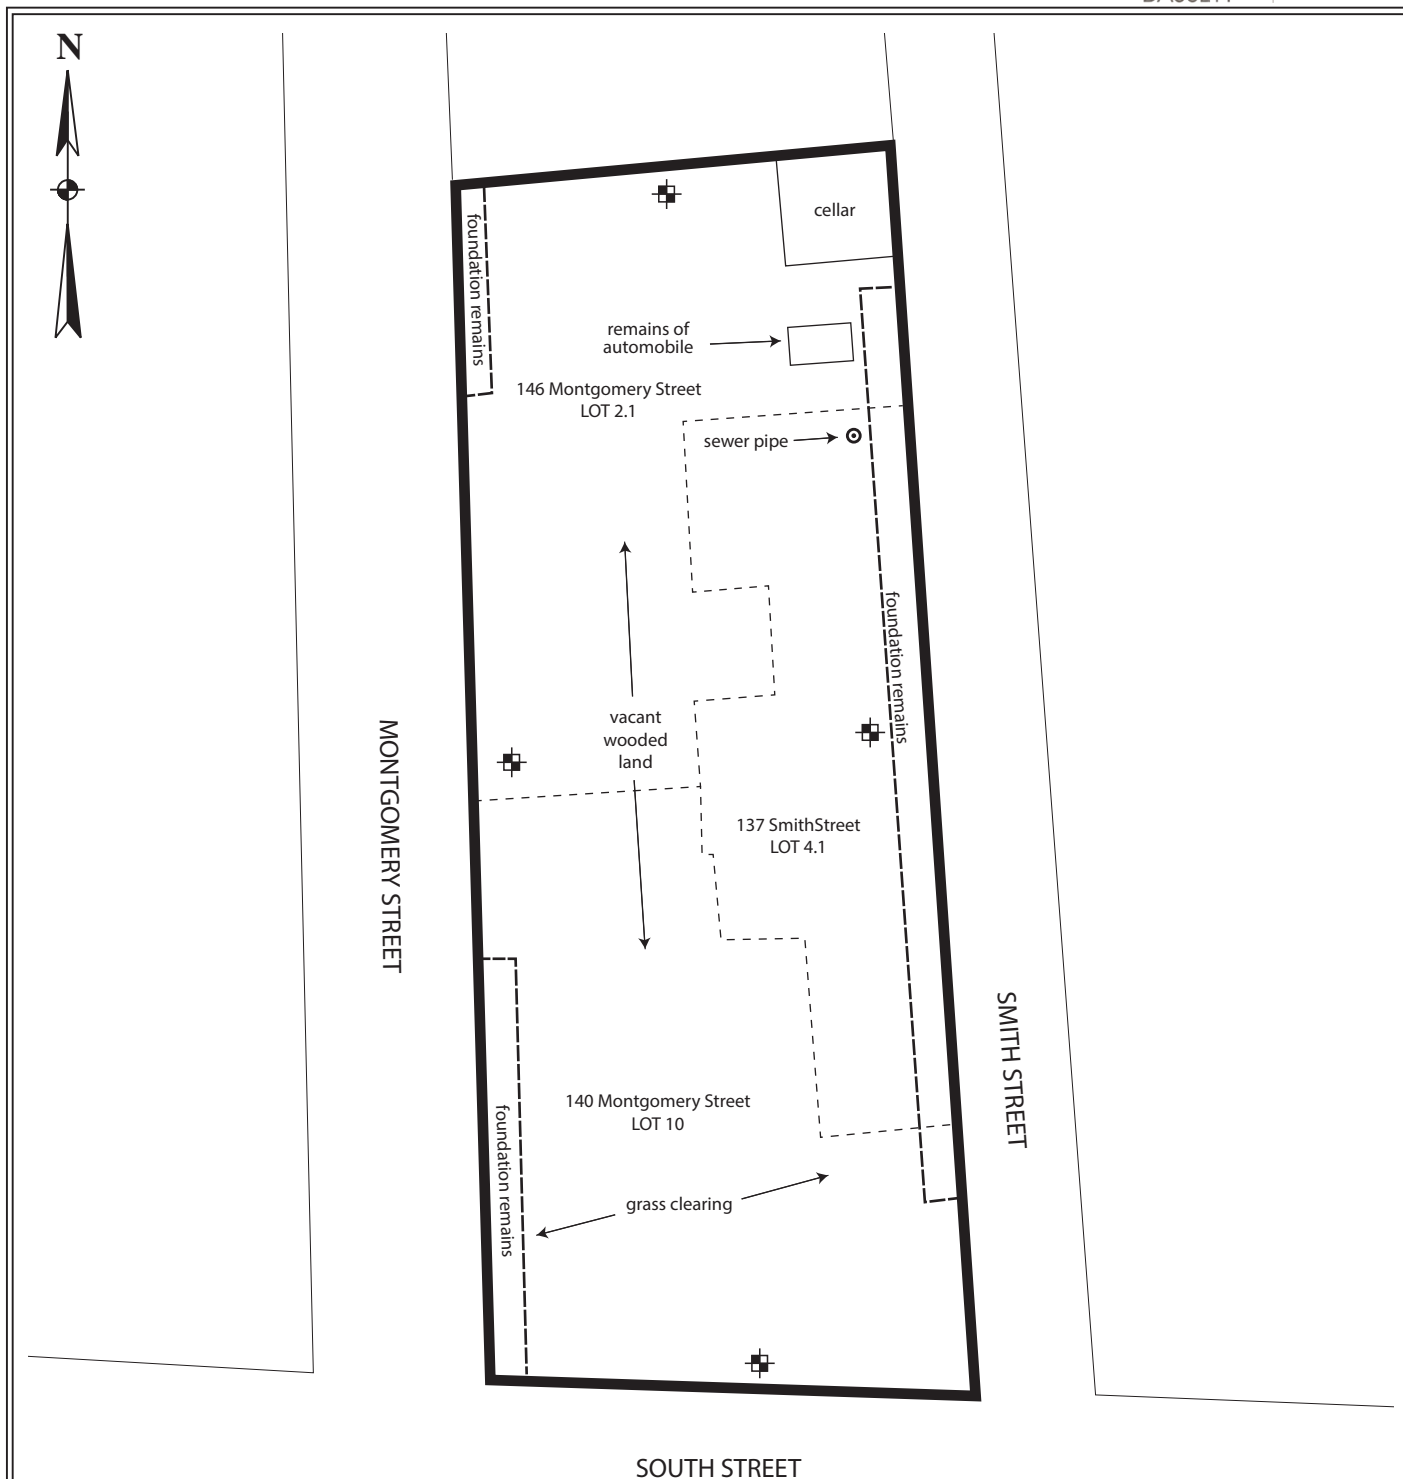 N
cellar
foundation remains
remains of
automobile
146 Montgomery Street
LOT 2.1
sewer pipe
foundation remains
vacant
wooded
land
MONTGOMERY STREET
137 SmithStreet
LOT 4.1
SMITH STREET
140 Montgomery Street
LOT 10
foundation remains
grass clearing
SOUTH STREET